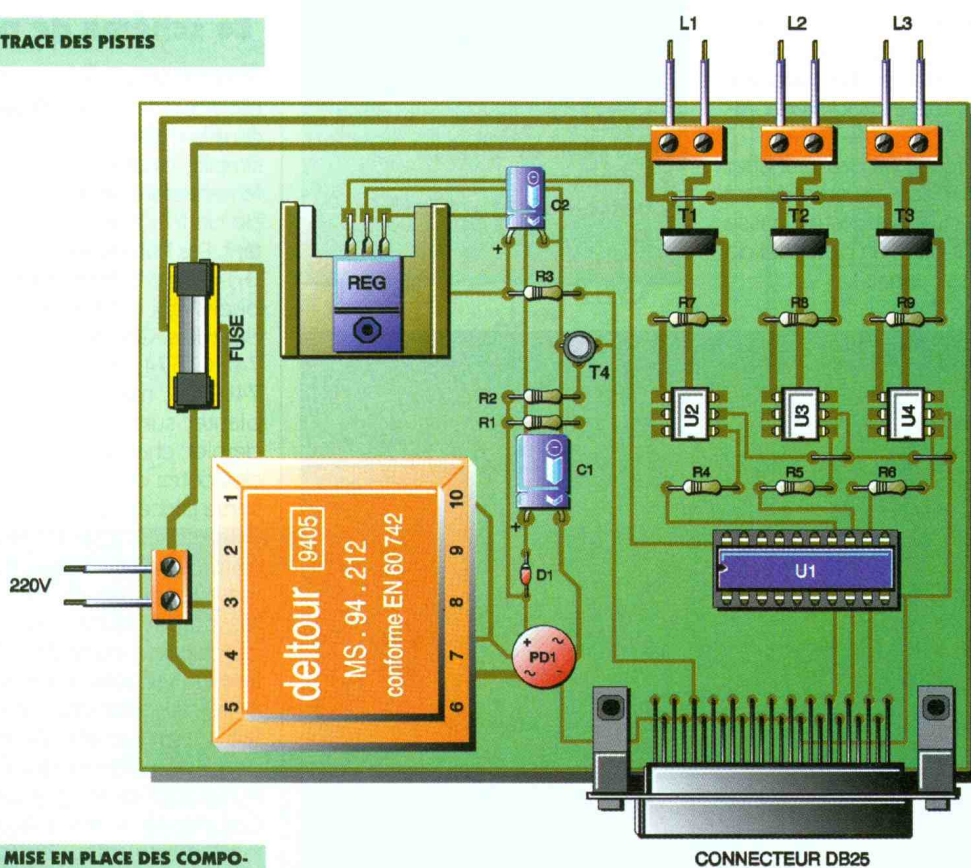 TRACE DES PISTES
L1
L2
L3
C2
T1
T2
T3
REG
R3
FUSE
R7
R8
R9
T4
R2
R1
U2
U3
U4
C1
R4
R5
R6
1
2
3
4
5
10
9
8
7
6
deltour 9405
MS. 94. 212
conforme EN 60 742
220V
D1
U1
+ ~
PD1
~ -
+
+
MISE EN PLACE DES COMPO-
CONNECTEUR DB25